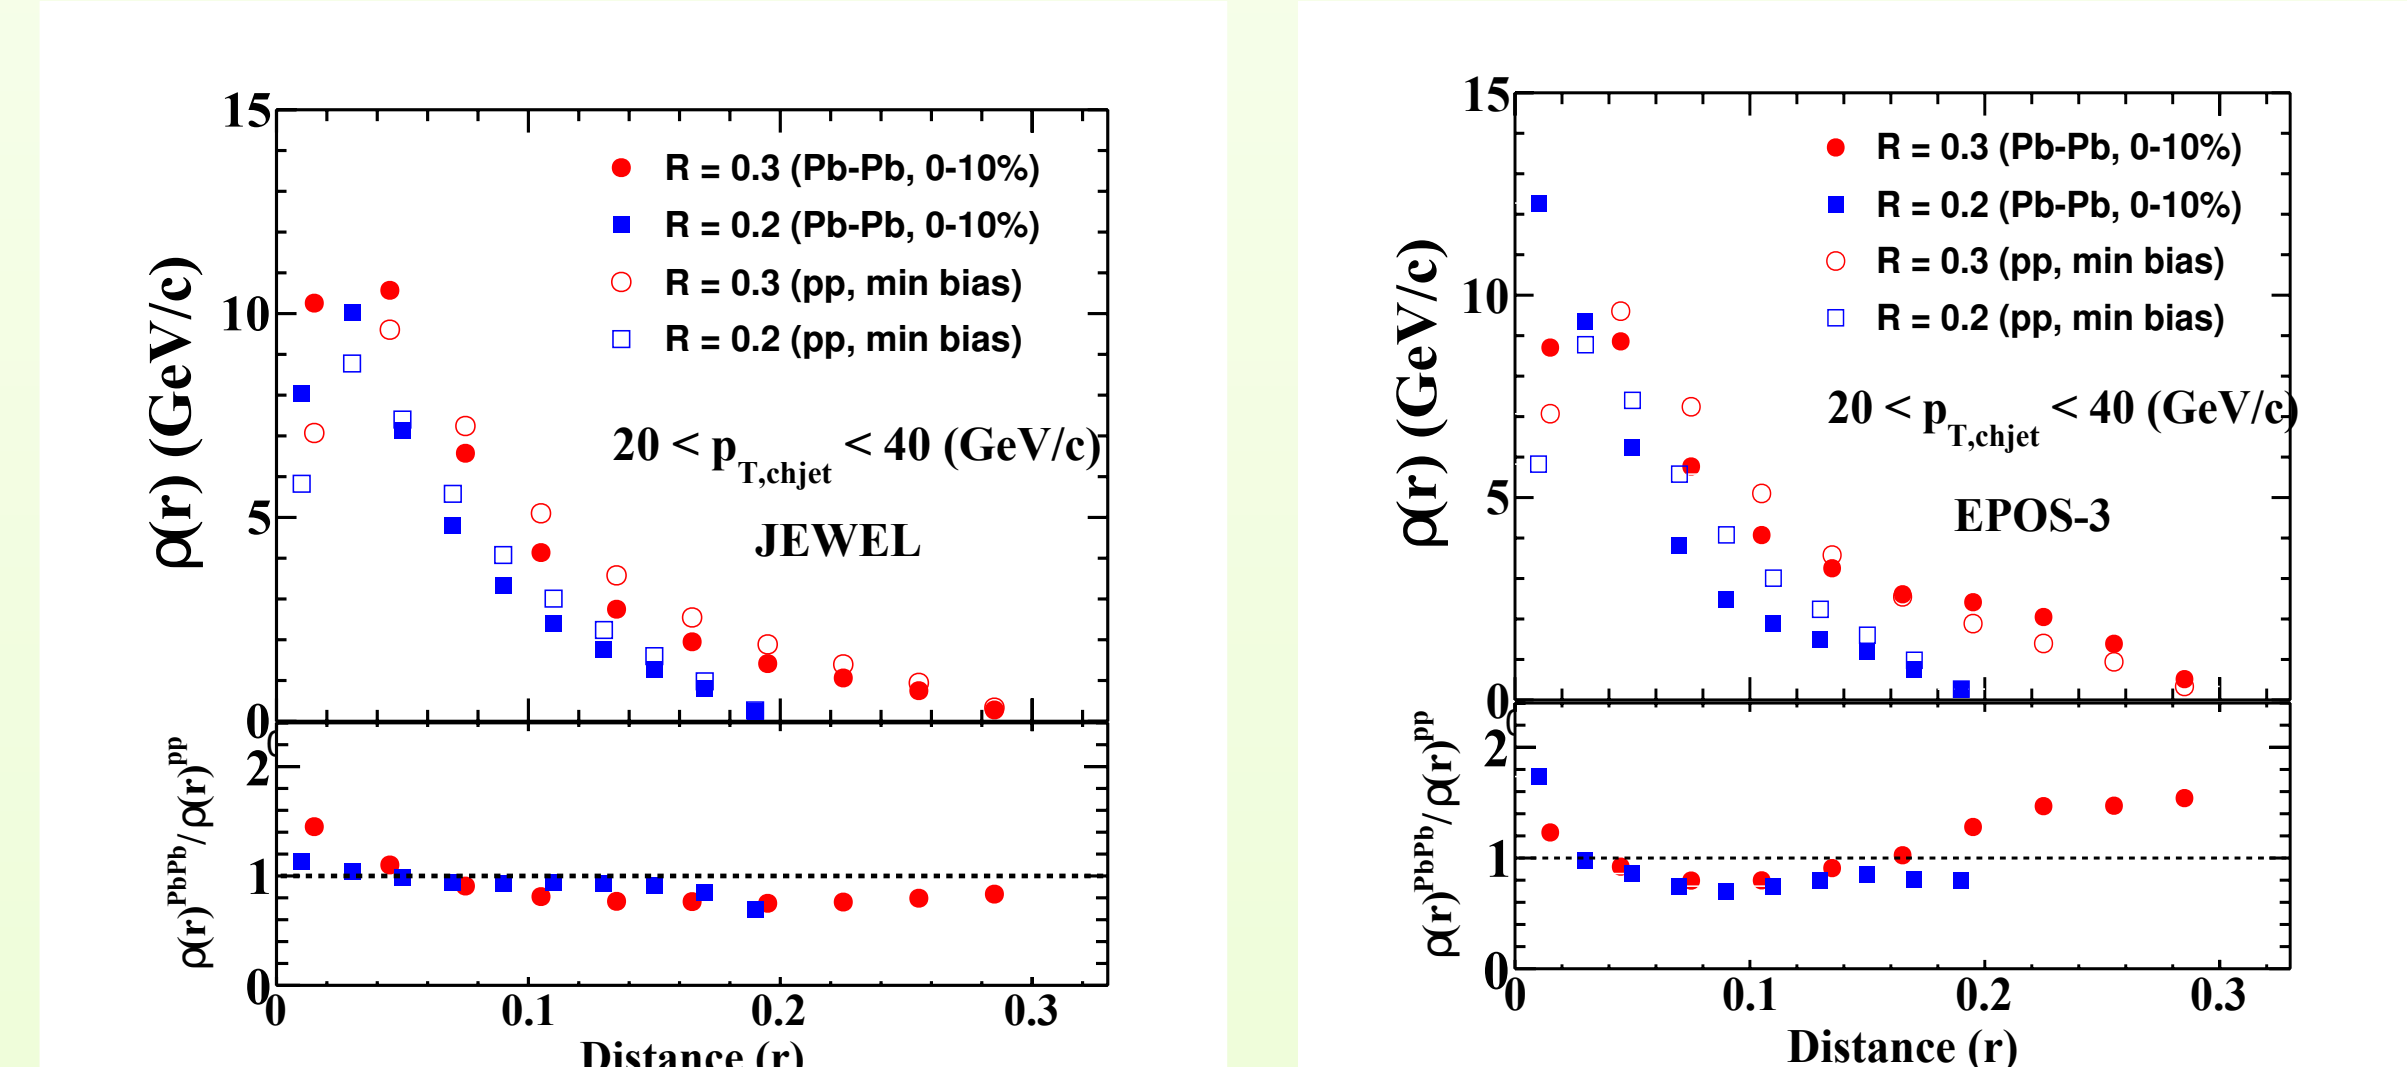 15
10
5
0
R = 0.3 (Pb-Pb, 0-10%)
R = 0.2 (Pb-Pb, 0-10%)
R = 0.3 (pp, min bias)
R = 0.2 (pp, min bias)
20 < p_T,chjet < 40 (GeV/c)
JEWEL
ρ(r) (GeV/c)
2
1
0
ρ(r)^PbPb/ρ(r)^pp
0 0.1 0.2 0.3
Distance (r)
15
10
5
0
R = 0.3 (Pb-Pb, 0-10%)
R = 0.2 (Pb-Pb, 0-10%)
R = 0.3 (pp, min bias)
R = 0.2 (pp, min bias)
20 < p_T,chjet < 40 (GeV/c)
EPOS-3
ρ(r) (GeV/c)
2
1
0
ρ(r)^PbPb/ρ(r)^pp
0 0.1 0.2 0.3
Distance (r)